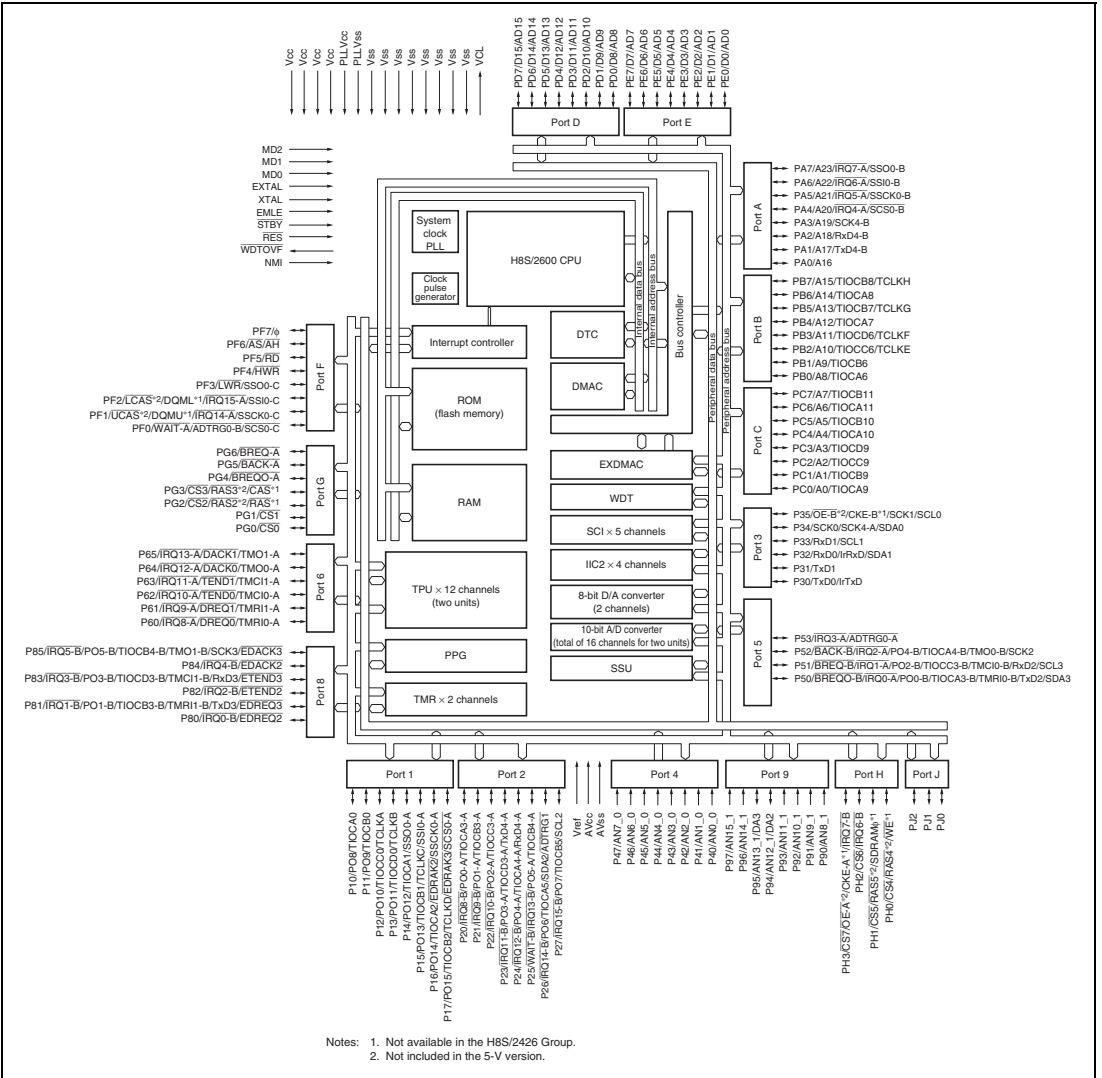 Vcc
Vcc
Vcc
Vcc
PLLVcc
PLLVss
Vss
Vss
Vss
Vss
Vss
Vss
Vss
Vss
VCL
PD7/D15/AD15
PD6/D14/AD14
PD5/D13/AD13
PD4/D12/AD12
PD3/D11/AD11
PD2/D10/AD10
PD1/D9/AD9
PD0/D8/AD8
PE7/D7/AD7
PE6/D6/AD6
PE5/D5/AD5
PE4/D4/AD4
PE3/D3/AD3
PE2/D2/AD2
PE1/D1/AD1
PE0/D0/AD0
Port D
Port E
MD2
MD1
MD0
EXTAL
XTAL
EMLE
STBY
RES
WDTOVF
NMI
System
clock
PLL
Clock
pulse
generator
H8S/2600 CPU
Interrupt controller
DTC
DMAC
ROM
(flash memory)
RAM
Internal data bus
Internal address bus
Bus controller
Peripheral data bus
Peripheral address bus
EXDMAC
WDT
SCI × 5 channels
IIC2 × 4 channels
8-bit D/A converter
(2 channels)
10-bit A/D converter
(total of 16 channels for two units)
SSU
TPU × 12 channels
(two units)
PPG
TMR × 2 channels
PF7/ϕ
PF6/AS/AH
PF5/RD
PF4/HWR
PF3/LWR/SSO0-C
PF2/LCAS*2/DQML*1/IRQ15-A/SSI0-C
PF1/UCAS*2/DQMU*1/IRQ14-A/SSCK0-C
PF0/WAIT-A/ADTRG0-B/SCS0-C
Port F
PG6/BREQ-A
PG5/BACK-A
PG4/BREQO-A
PG3/CS3/RAS3*2/CAS*1
PG2/CS2/RAS2*2/RAS*1
PG1/CS1
PG0/CS0
Port G
P65/IRQ13-A/DACK1/TMO1-A
P64/IRQ12-A/DACK0/TMO0-A
P63/IRQ11-A/TEND1/TMCI1-A
P62/IRQ10-A/TEND0/TMCI0-A
P61/IRQ9-A/DREQ1/TMRI1-A
P60/IRQ8-A/DREQ0/TMRI0-A
Port 6
P85/IRQ5-B/PO5-B/TIOCB4-B/TMO1-B/SCK3/EDACK3
P84/IRQ4-B/EDACK2
P83/IRQ3-B/PO3-B/TIOCD3-B/TMCI1-B/RxD3/ETEND3
P82/IRQ2-B/ETEND2
P81/IRQ1-B/PO1-B/TIOCB3-B/TMRI1-B/TxD3/EDREQ3
P80/IRQ0-B/EDREQ2
Port 8
Port A
PA7/A23/IRQ7-A/SSO0-B
PA6/A22/IRQ6-A/SSI0-B
PA5/A21/IRQ5-A/SSCK0-B
PA4/A20/IRQ4-A/SCS0-B
PA3/A19/SCK4-B
PA2/A18/RxD4-B
PA1/A17/TxD4-B
PA0/A16
Port B
PB7/A15/TIOCB8/TCLKH
PB6/A14/TIOCA8
PB5/A13/TIOCB7/TCLKG
PB4/A12/TIOCA7
PB3/A11/TIOCD6/TCLKF
PB2/A10/TIOCC6/TCLKE
PB1/A9/TIOCB6
PB0/A8/TIOCA6
Port C
PC7/A7/TIOCB11
PC6/A6/TIOCA11
PC5/A5/TIOCB10
PC4/A4/TIOCA10
PC3/A3/TIOCD9
PC2/A2/TIOCC9
PC1/A1/TIOCB9
PC0/A0/TIOCA9
Port 3
P35/OE-B*2/CKE-B*1/SCK1/SCL0
P34/SCK0/SCK4-A/SDA0
P33/RxD1/SCL1
P32/RxD0/IrRxD/SDA1
P31/TxD1
P30/TxD0/IrTxD
Port 5
P53/IRQ3-A/ADTRG0-A
P52/BACK-B/IRQ2-A/PO4-B/TIOCA4-B/TMO0-B/SCK2
P51/BREQ-B/IRQ1-A/PO2-B/TIOCC3-B/TMCI0-B/RxD2/SCL3
P50/BREQO-B/IRQ0-A/PO0-B/TIOCA3-B/TMRI0-B/TxD2/SDA3
Port 1
Port 2
Port 4
Port 9
Port H
Port J
P10/PO8/TIOCA0
P11/PO9/TIOCB0
P12/PO10/TIOCC0/TCLKA
P13/PO11/TIOCD0/TCLKB
P14/PO12/TIOCA1/SSO0-A
P15/PO13/TIOCB1/TCLKC/SSI0-A
P16/PO14/TIOCA2/EDRAK2/SSCK0-A
P17/PO15/TIOCB2/TCLKD/EDRAK3/SCS0-A
P20/IRQ8-B/PO0-A/TIOCA3-A
P21/IRQ9-B/PO1-A/TIOCB3-A
P22/IRQ10-B/PO2-A/TIOCC3-A
P23/IRQ11-B/PO3-A/TIOCD3-A/TxD4-A
P24/IRQ12-B/PO4-A/TIOCA4-A/RxD4-A
P25/WAIT-B/IRQ13-B/PO5-A/TIOCB4-A
P26/IRQ14-B/PO6/TIOCA5/SDA2/ADTRG1
P27/IRQ15-B/PO7/TIOCB5/SCL2
Vref
AVcc
AVss
P47/AN7_0
P46/AN6_0
P45/AN5_0
P44/AN4_0
P43/AN3_0
P42/AN2_0
P41/AN1_0
P40/AN0_0
P97/AN15_1
P96/AN14_1
P95/AN13_1/DA3
P94/AN12_1/DA2
P93/AN11_1
P92/AN10_1
P91/AN9_1
P90/AN8_1
PH3/CS7/OE-A*2/CKE-A*1/IRQ7-B
PH2/CS6/IRQ6-B
PH1/CS5/RAS5*2/SDRAMϕ*1
PH0/CS4/RAS4*2/WE*1
PJ2
PJ1
PJ0
Notes: 1. Not available in the H8S/2426 Group.
2. Not included in the 5-V version.